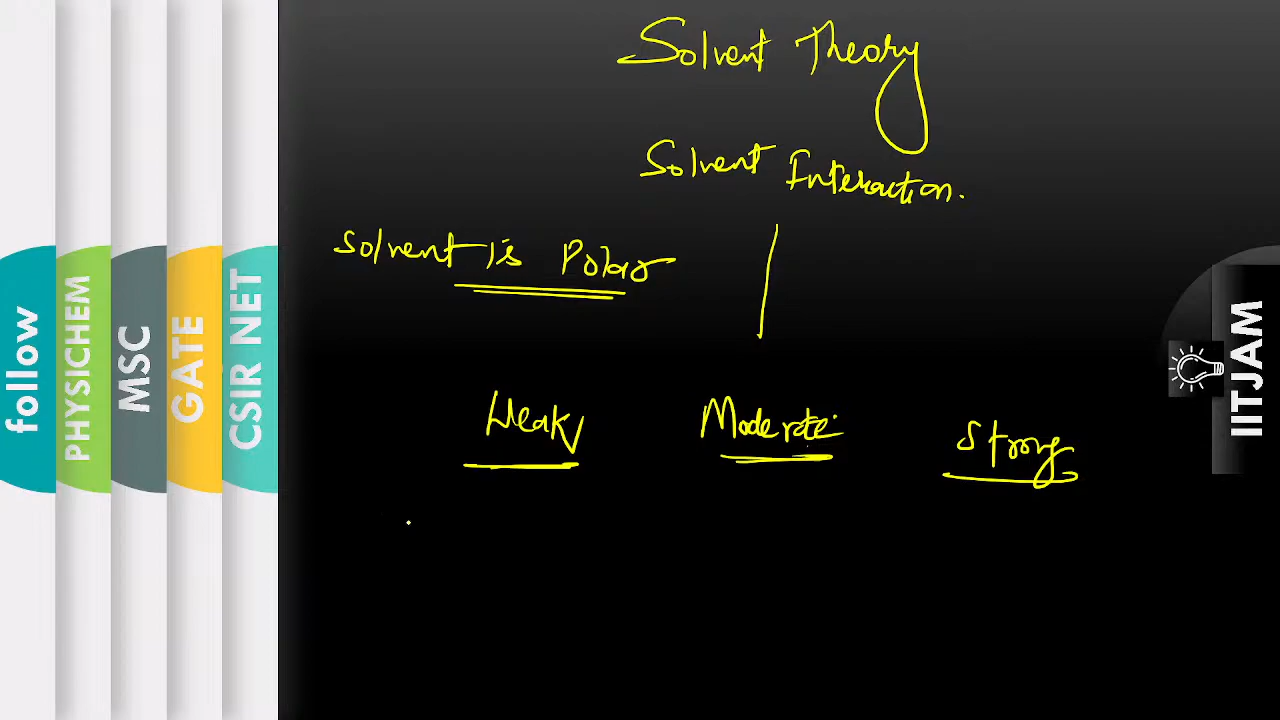 Solvent Theory
Solvent Interaction.
Solvent is Polar
Weak Moderate Strong
follow
PHYSICHEM
MSC
GATE
CSIR NET
IITJAM